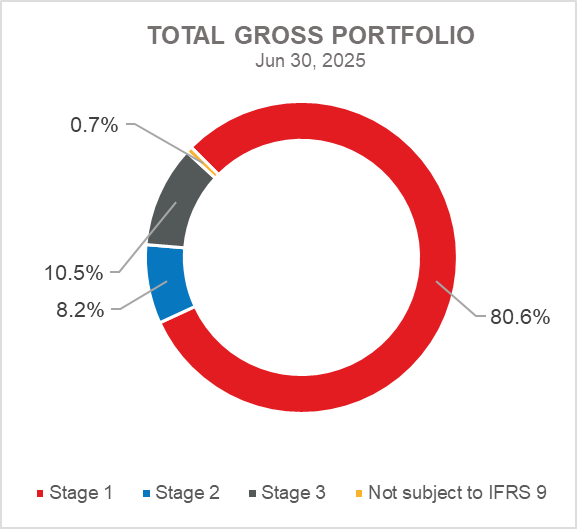 TOTAL GROSS PORTFOLIO
Jun 30, 2025
0.7%
10.5%
8.2%
80.6%
Stage 1 Stage 2 Stage 3 Not subject to IFRS 9